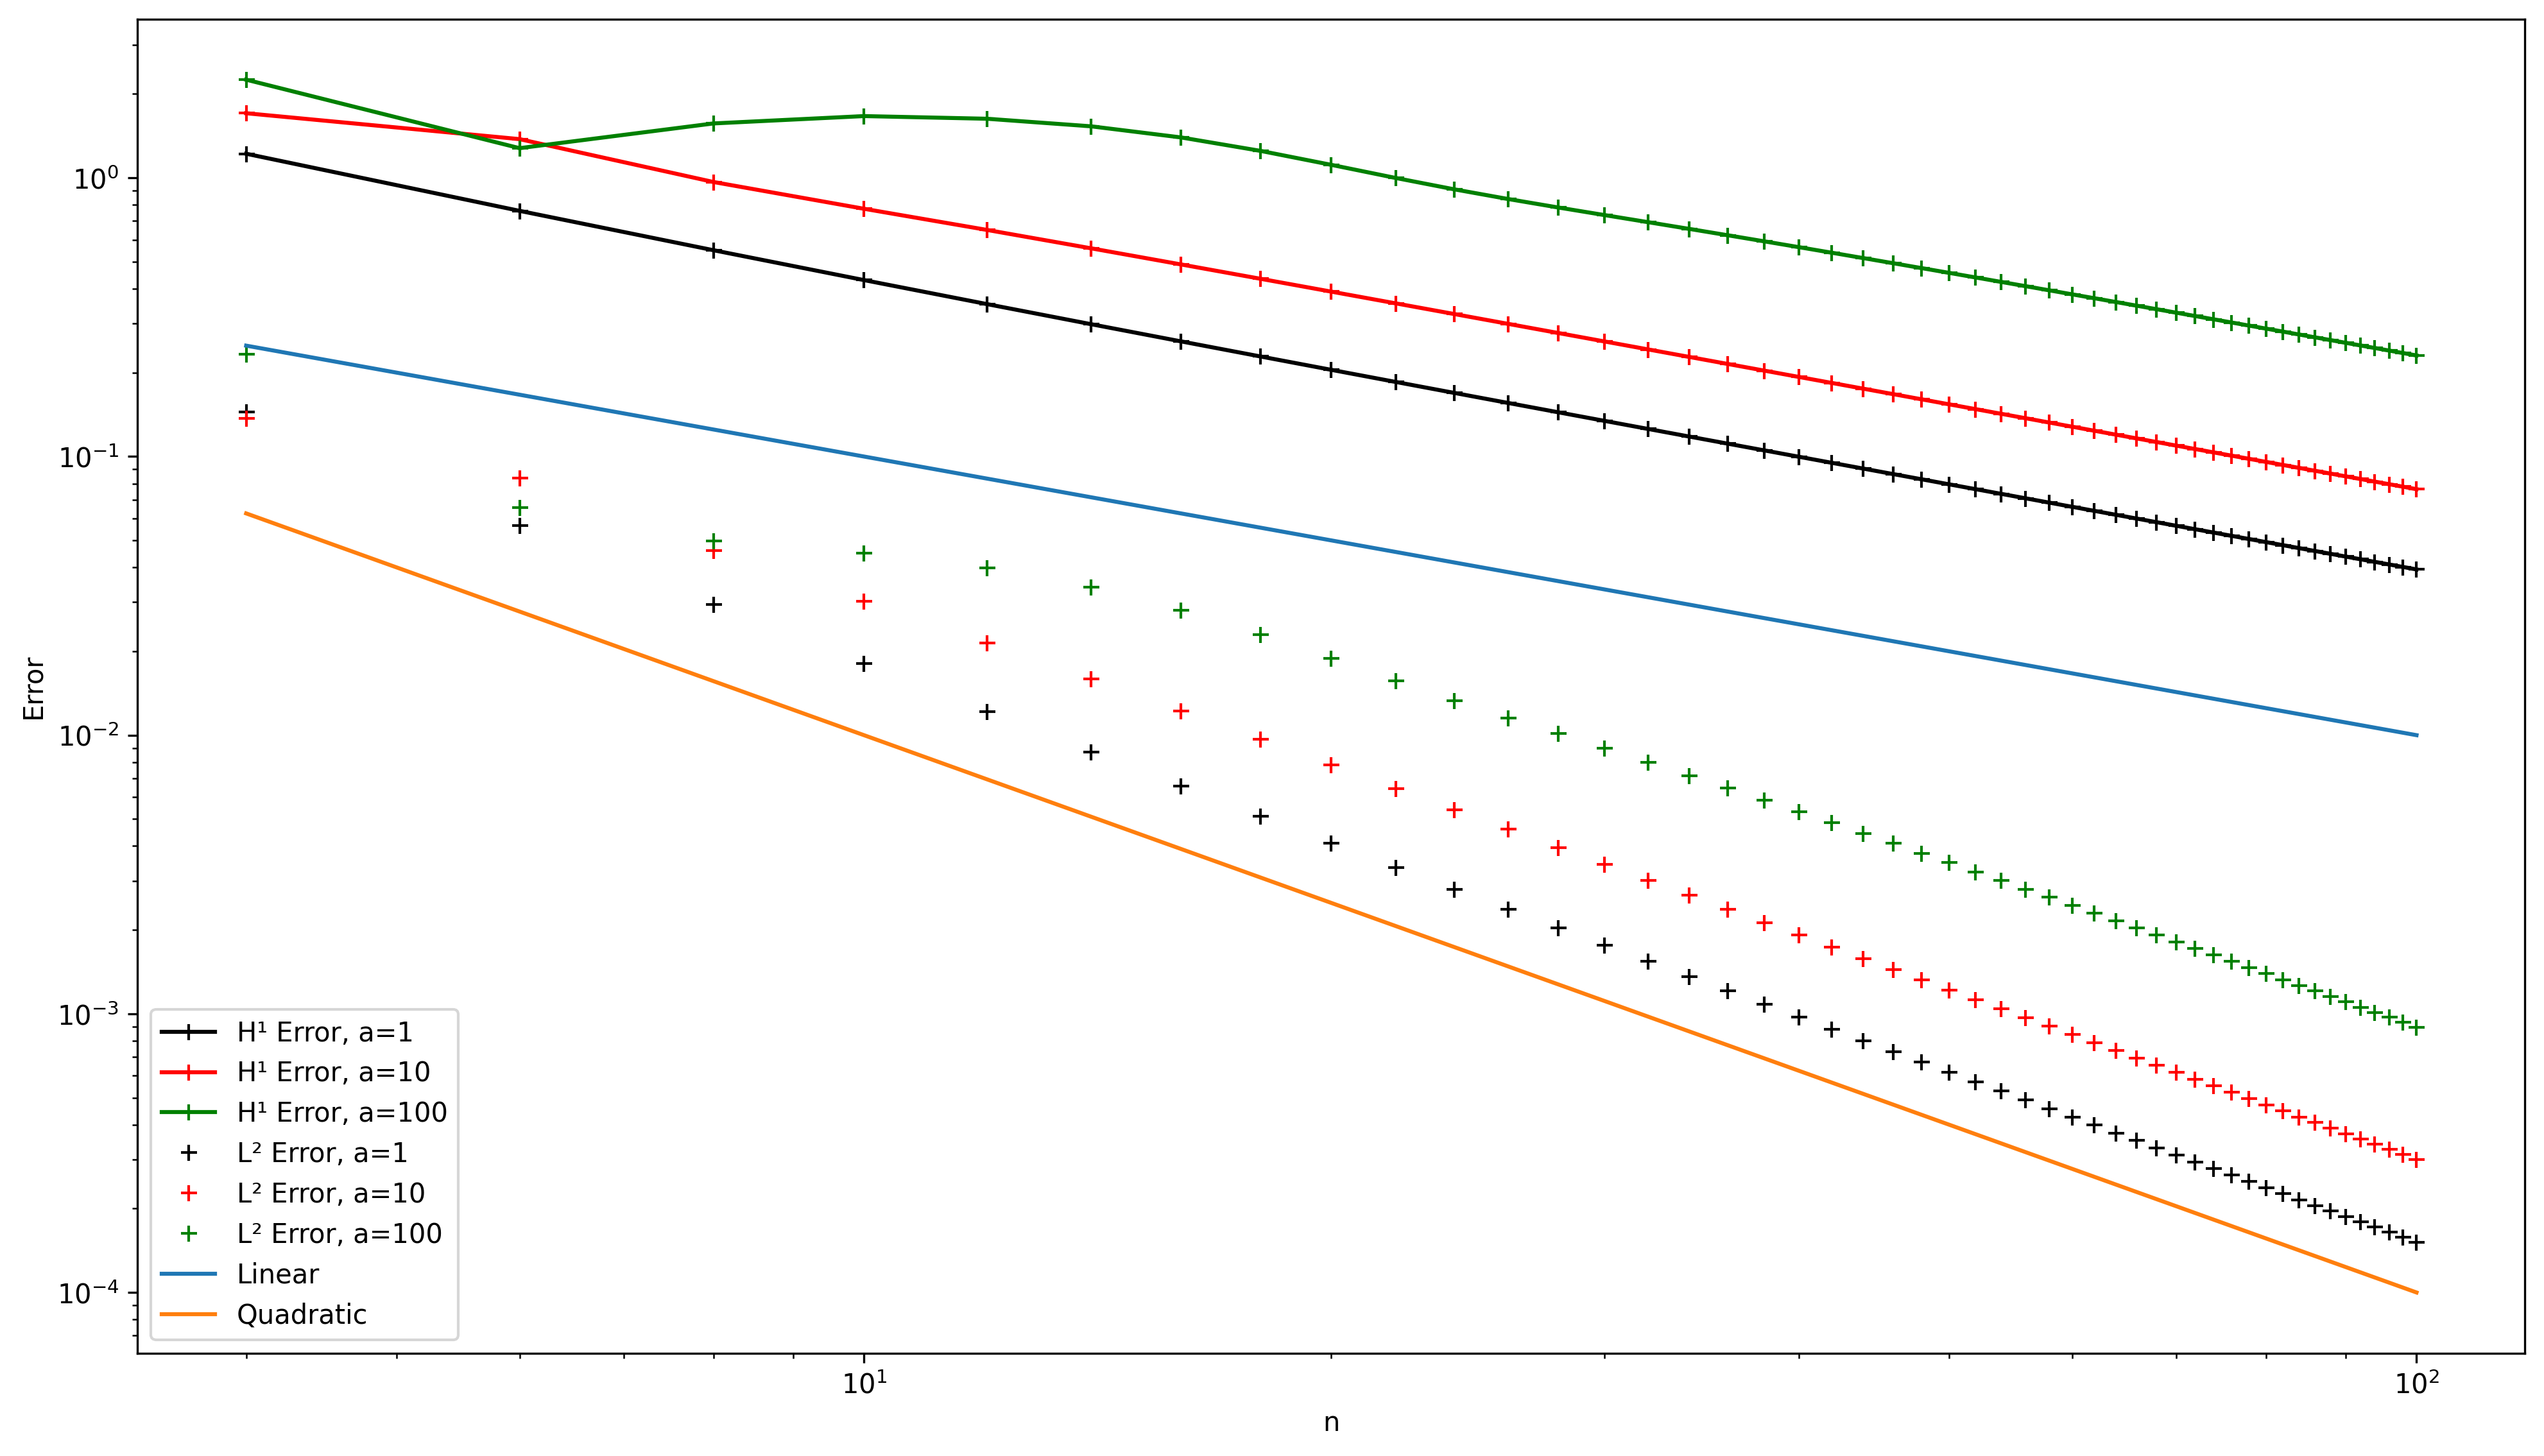 10⁰
10⁻¹
10⁻²
10⁻³
10⁻⁴
Error
H¹ Error, a=1
H¹ Error, a=10
H¹ Error, a=100
L² Error, a=1
L² Error, a=10
L² Error, a=100
Linear
Quadratic
10¹
10²
n